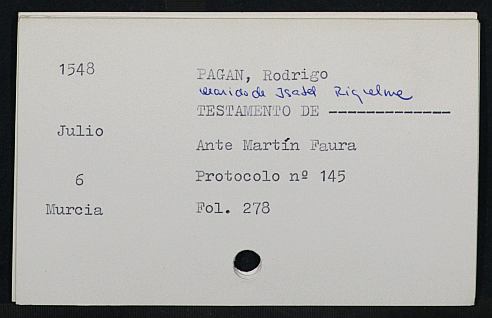 1548
PAGAN, Rodrigo
marido de Isabel Riquelme
TESTAMENTO DE -------------
Julio
Ante Martín Faura
6
Protocolo nº 145
Murcia
Fol. 278